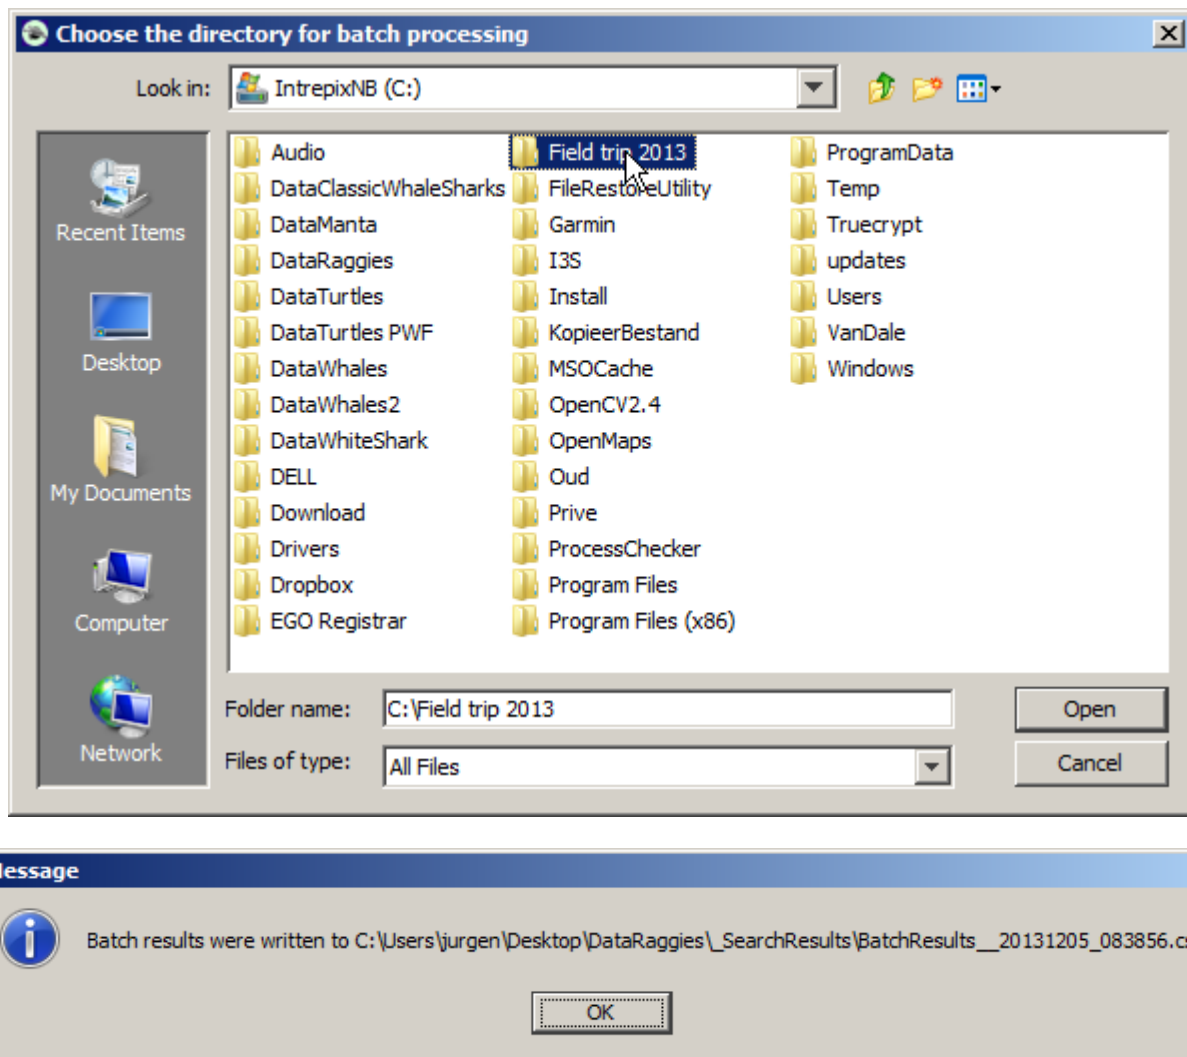 Choose the directory for batch processing
Look in: IntrepixNB (C:)
Recent Items
Desktop
My Documents
Computer
Network
Audio
DataClassicWhaleSharks
DataManta
DataRaggies
DataTurtles
DataTurtles PWF
DataWhales
DataWhales2
DataWhiteShark
DELL
Download
Drivers
Dropbox
EGO Registrar
Field trip 2013
FileRestoreUtility
Garmin
I3S
Install
KopieerBestand
MSOCache
OpenCV2.4
OpenMaps
Oud
Prive
ProcessChecker
Program Files
Program Files (x86)
ProgramData
Temp
Truecrypt
updates
Users
VanDale
Windows
Folder name: C:\Field trip 2013
Open
Files of type: All Files
Cancel
Message
Batch results were written to C:\Users\jurgen\Desktop\DataRaggies\_SearchResults\BatchResults__20131205_083856.cs
OK